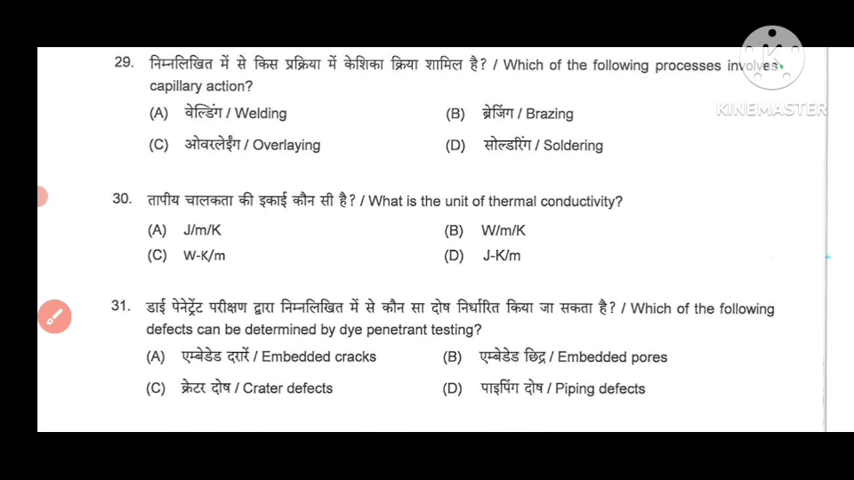 29. निम्नलिखित में से किस प्रक्रिया में केशिका क्रिया शामिल है? / Which of the following processes involves
capillary action?
(A) वेल्डिंग / Welding (B) ब्रेजिंग / Brazing
(C) ओवरलेईंग / Overlaying (D) सोल्डरिंग / Soldering
30. तापीय चालकता की इकाई कौन सी है? / What is the unit of thermal conductivity?
(A) J/m/K (B) W/m/K
(C) W-K/m (D) J-K/m
31. डाई पेनेट्रेंट परीक्षण द्वारा निम्नलिखित में से कौन सा दोष निर्धारित किया जा सकता है? / Which of the following
defects can be determined by dye penetrant testing?
(A) एम्बेडेड दरारें / Embedded cracks (B) एम्बेडेड छिद्र / Embedded pores
(C) क्रेटर दोष / Crater defects (D) पाइपिंग दोष / Piping defects
KINEMASTER